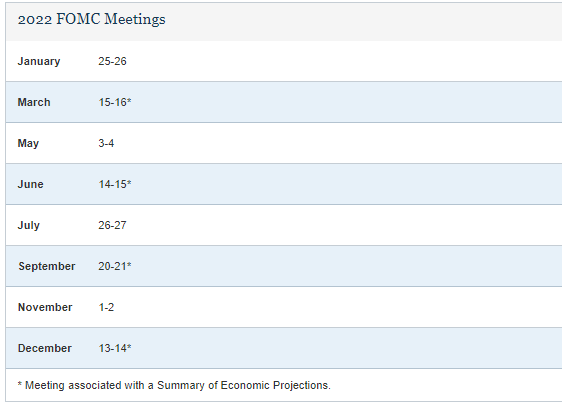 2022 FOMC Meetings
January 25-26
March 15-16*
May 3-4
June 14-15*
July 26-27
September 20-21*
November 1-2
December 13-14*
* Meeting associated with a Summary of Economic Projections.